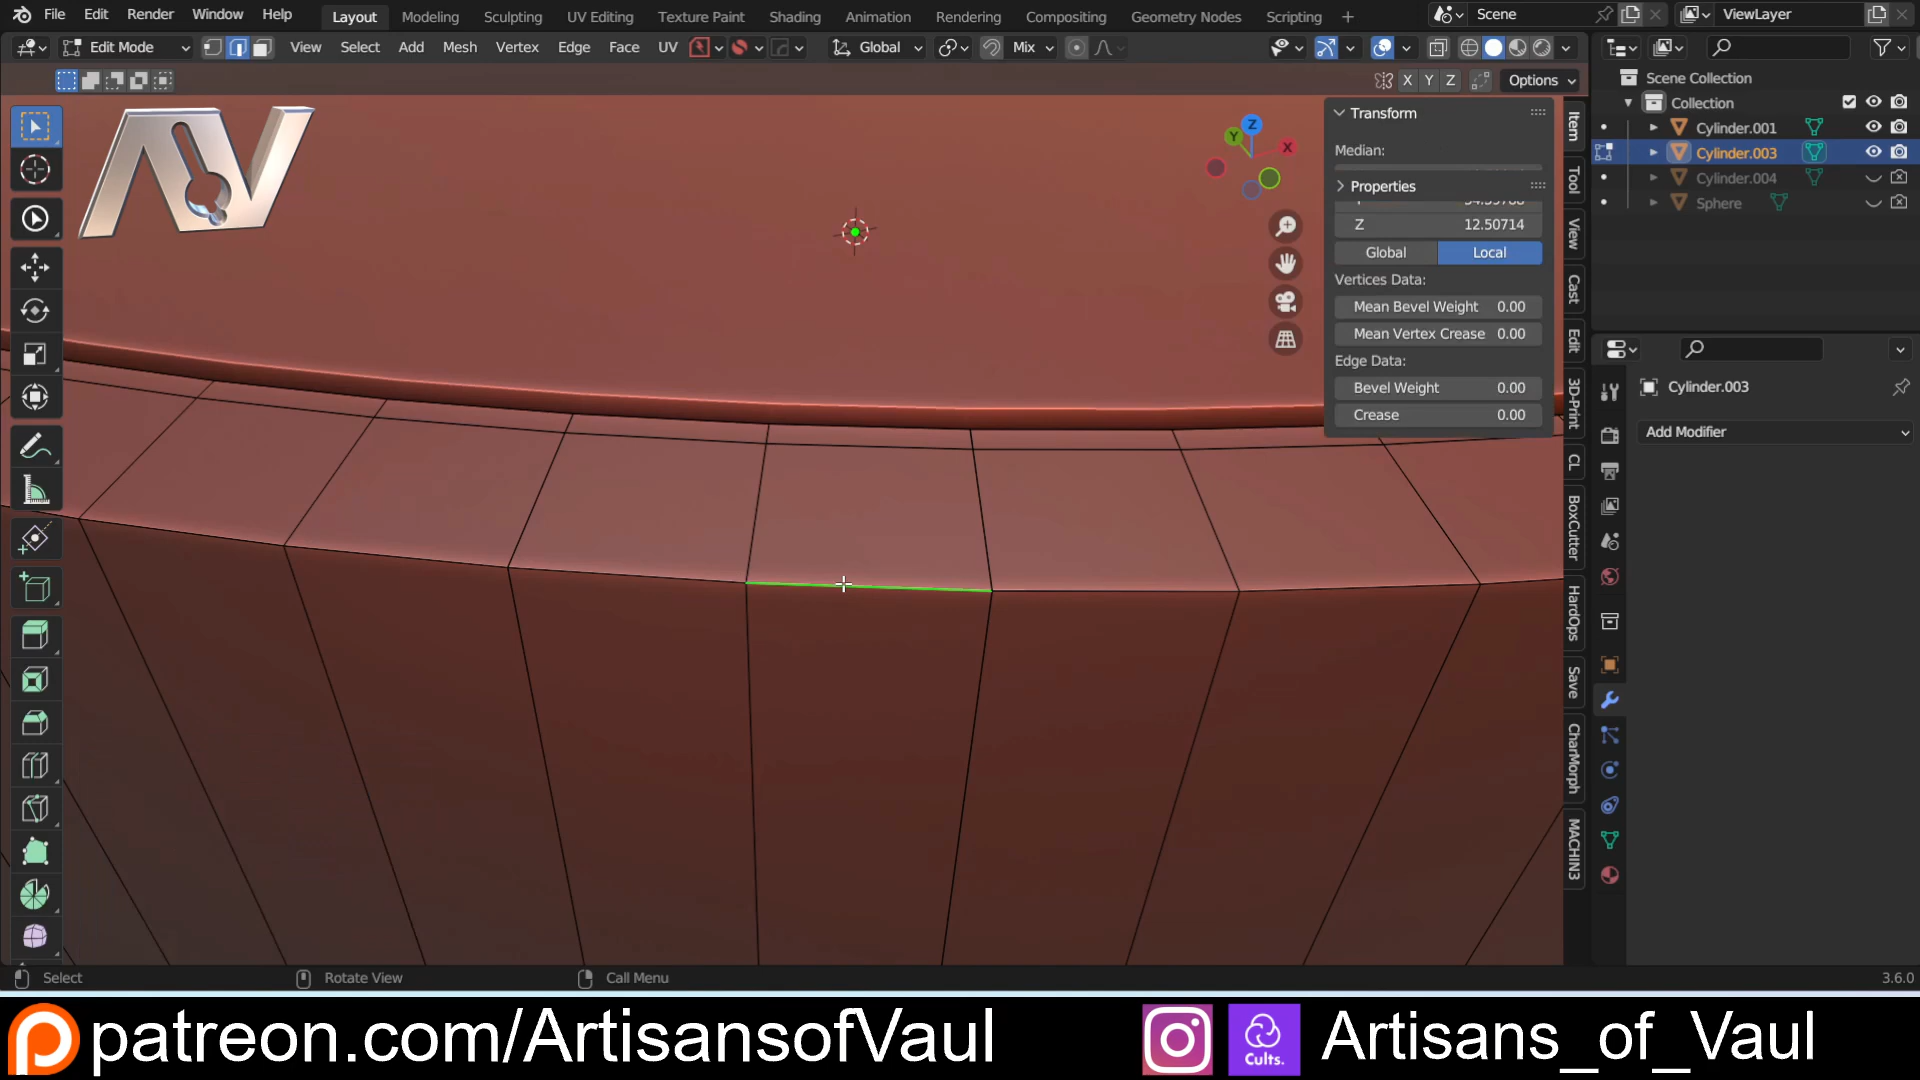 File Edit Render Window Help Layout Modeling Sculpting UV Editing Texture Paint Shading Animation Rendering Compositing Geometry Nodes Scripting + Scene ViewLayer
Edit Mode View Select Add Mesh Vertex Edge Face UV Global Mix
X Y Z Options
Scene Collection
Collection
Cylinder.001
Cylinder.003
Cylinder.004
Sphere
Transform
Median:
Properties
Z 12.50714
Global Local
Vertices Data:
Mean Bevel Weight 0.00
Mean Vertex Crease 0.00
Edge Data:
Bevel Weight 0.00
Crease 0.00
Item
Tool
View
Cast
Edit
3D-Print
CL
BoxCutter
HardOps
Save
CharMorph
MACHIN3
Z
Y
X
AV
Cylinder.003
Add Modifier
Select Rotate View Call Menu 3.6.0
patreon.com/ArtisansofVaul Cults. Artisans_of_Vaul